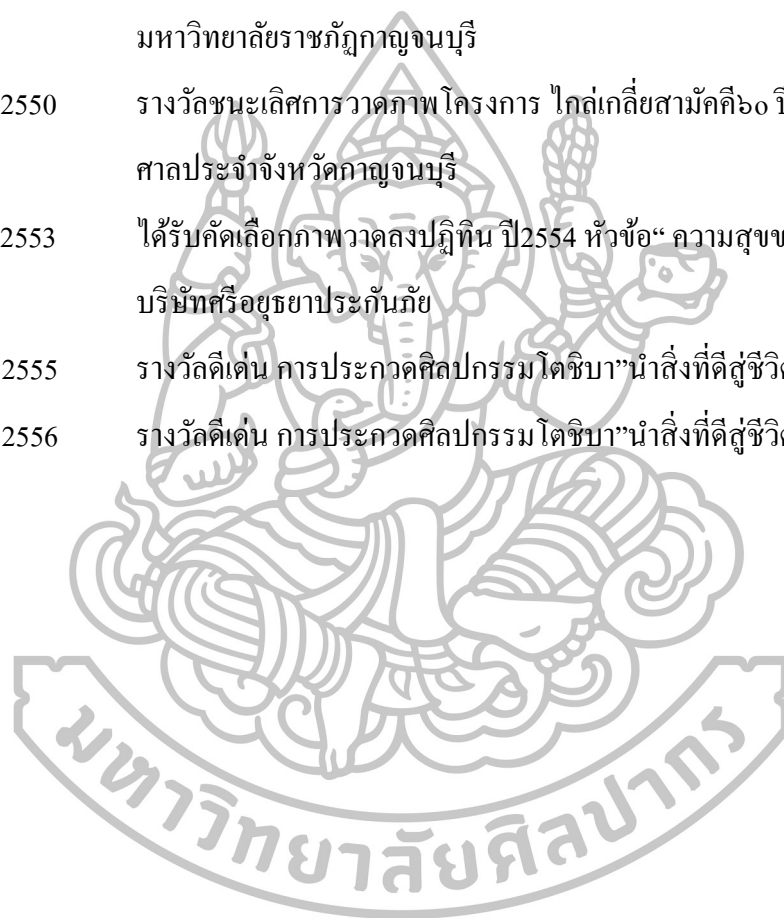 มหาวิทยาลัยราชภัฏกาญจนบุรี
2550 รางวัลชนะเลิศการวาดภาพโครงการ ไกล่เกลี่ยสามัคคี๖๐ ปี
ศาลประจำจังหวัดกาญจนบุรี
2553 ได้รับคัดเลือกภาพวาดลงปฏิทิน ปี2554 หัวข้อ“ ความสุข
บริษัทศรีอยุธยาประกันภัย
2555 รางวัลดีเด่น การประกวดศิลปกรรมโตชิบา”นำสิ่งที่ดีสู่ชีวิต
2556 รางวัลดีเด่น การประกวดศิลปกรรมโตชิบา”นำสิ่งที่ดีสู่ชีวิต
มหาวิทยาลัยศิลปากร